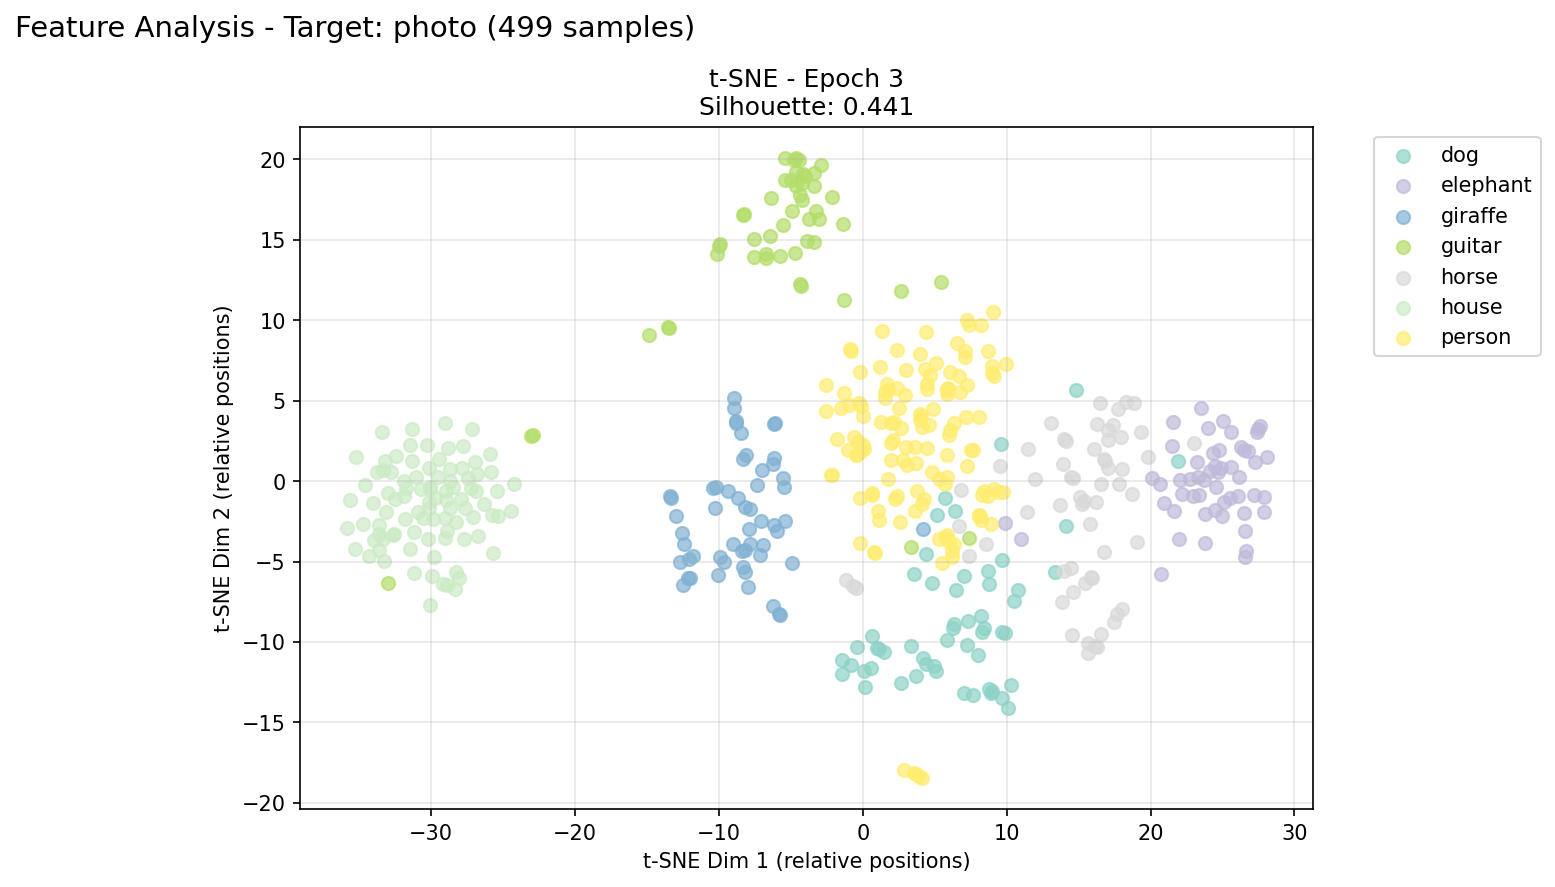 Feature Analysis - Target: photo (499 samples)
t-SNE - Epoch 3
Silhouette: 0.441
dog
elephant
giraffe
guitar
horse
house
person
20
15
10
5
0
−5
−10
−15
−20
t-SNE Dim 2 (relative positions)
−30
−20
−10
0
10
20
30
t-SNE Dim 1 (relative positions)